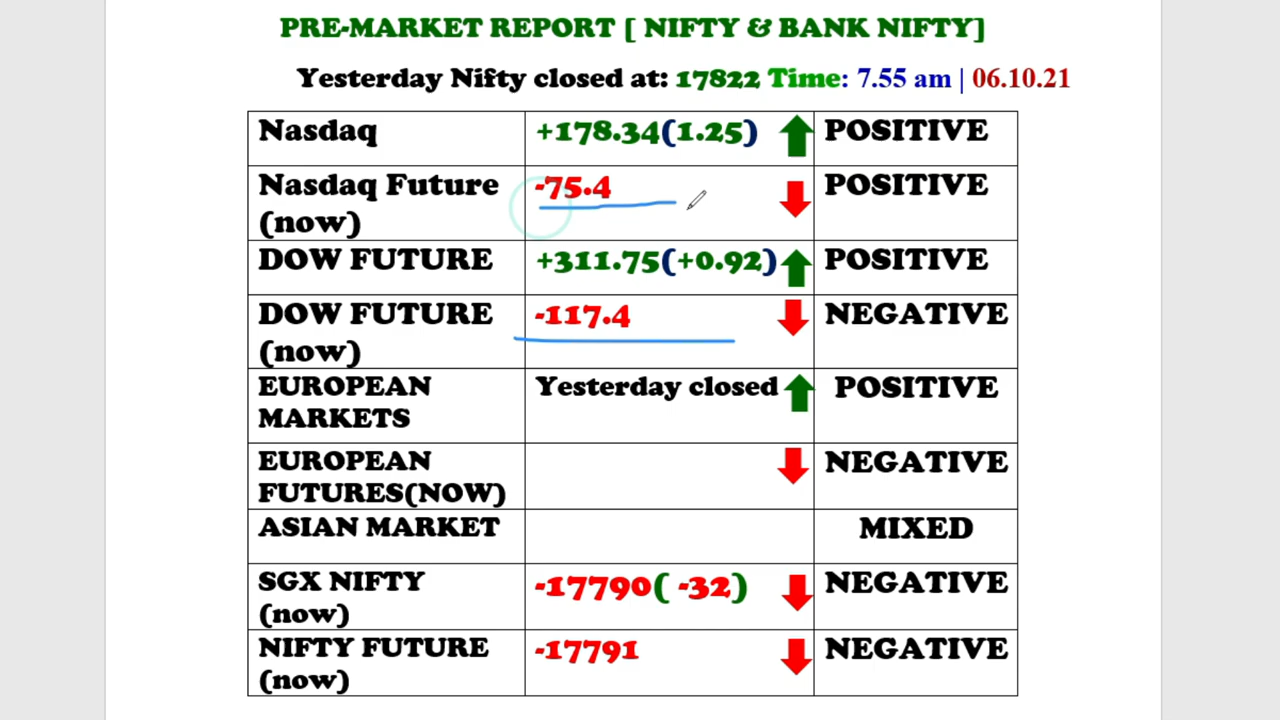 PRE-MARKET REPORT [ NIFTY & BANK NIFTY]
Yesterday Nifty closed at: 17822 Time: 7.55 am | 06.10.21
Nasdaq +178.34(1.25) POSITIVE
Nasdaq Future -75.4 POSITIVE
(now)
DOW FUTURE +311.75(+0.92) POSITIVE
DOW FUTURE -117.4 NEGATIVE
(now)
EUROPEAN Yesterday closed POSITIVE
MARKETS
EUROPEAN NEGATIVE
FUTURES(NOW)
ASIAN MARKET MIXED
SGX NIFTY -17790( -32) NEGATIVE
(now)
NIFTY FUTURE -17791 NEGATIVE
(now)